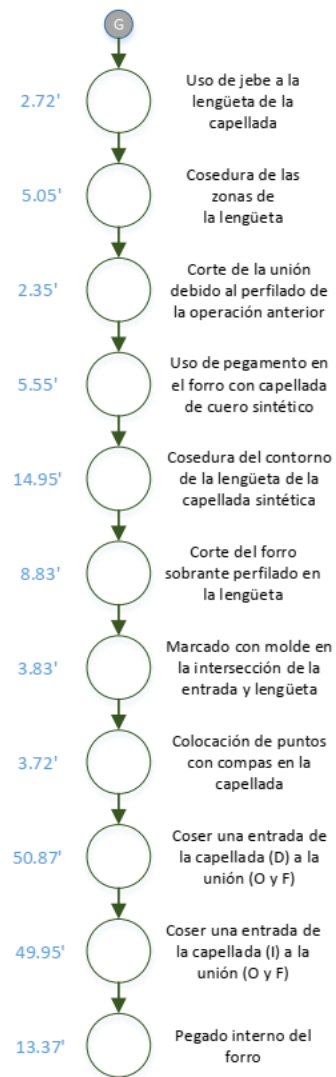 G
2.72'
Uso de jebe a la
lengüeta de la
capellada
5.05'
Cosedura de las
zonas de
la lengüeta
2.35'
Corte de la unión
debido al perfilado de
la operación anterior
5.55'
Uso de pegamento en
el forro con capellada
de cuero sintético
14.95'
Cosedura del contorno
de la lengüeta de la
capellada sintética
8.83'
Corte del forro
sobrante perfilado en
la lengüeta
3.83'
Marcado con molde en
la intersección de la
entrada y lengüeta
3.72'
Colocación de puntos
con compas en la
capellada
50.87'
Coser una entrada de
la capellada (D) a la
unión (O y F)
49.95'
Coser una entrada de
la capellada (I) a la
unión (O y F)
13.37'
Pegado interno del
forro